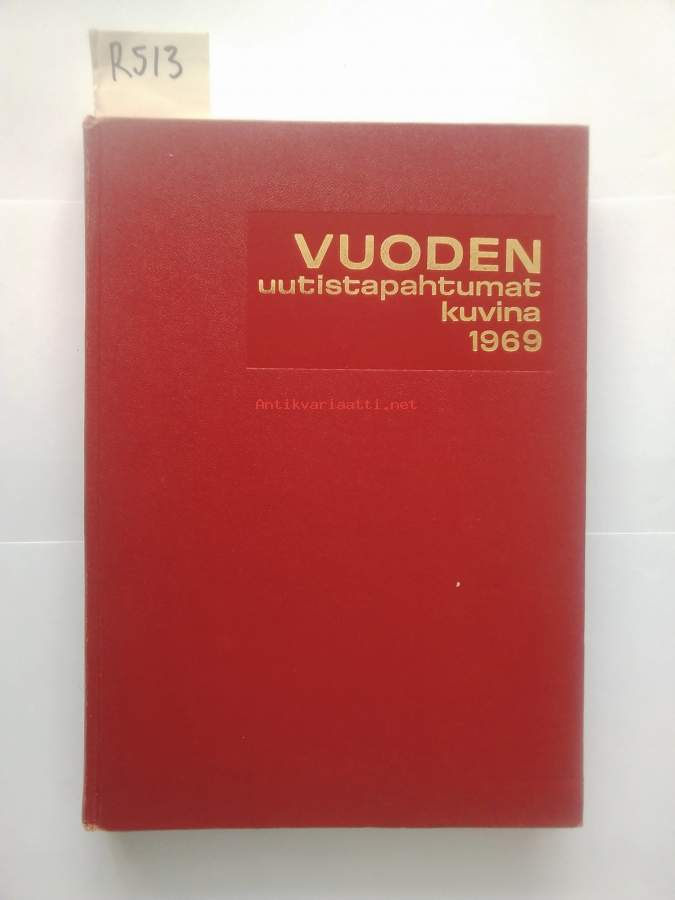 R513
VUODEN
uutistapahtumat
kuvina
1969
Antikvariaatti.net